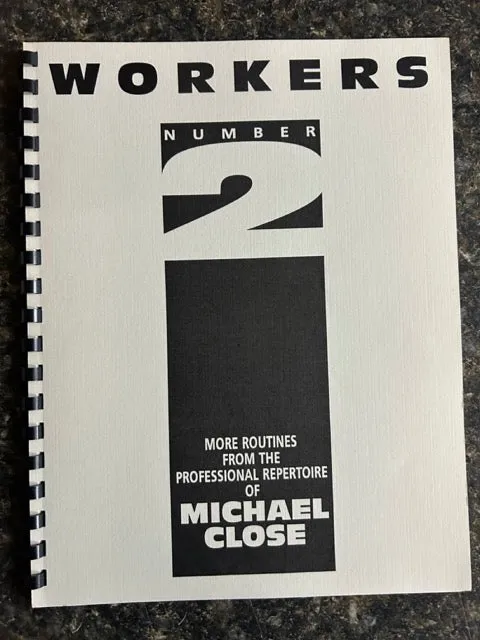 WORKERS
NUMBER
2
MORE ROUTINES
FROM THE
PROFESSIONAL REPERTOIRE
OF
MICHAEL
CLOSE